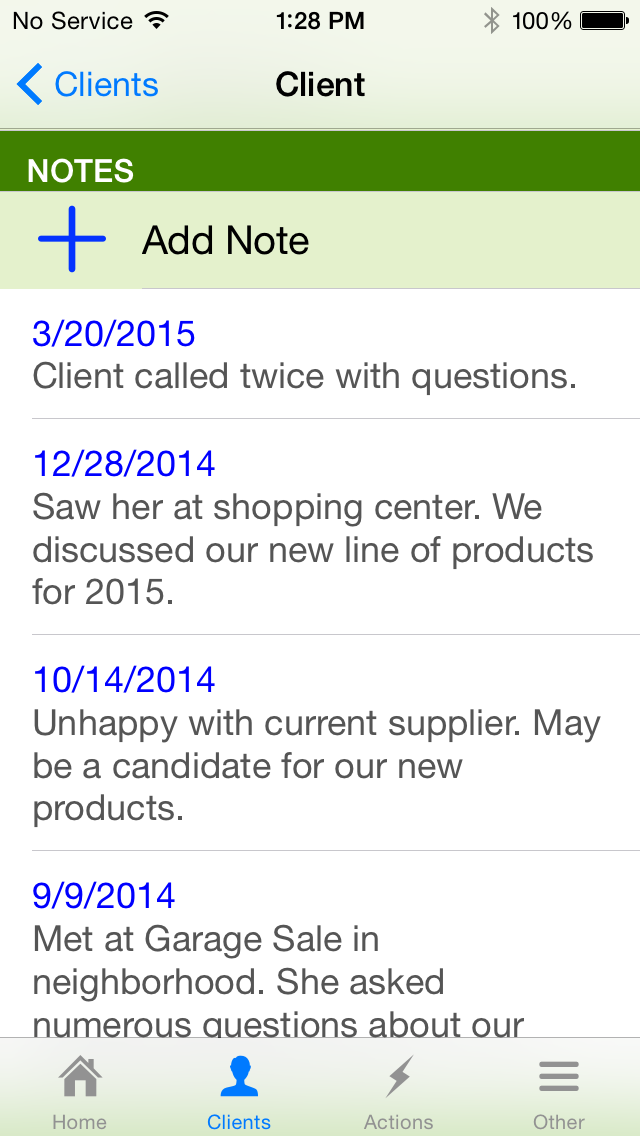 No Service 1:28 PM 100%
Clients Client
NOTES
Add Note
3/20/2015
Client called twice with questions.
12/28/2014
Saw her at shopping center. We
discussed our new line of products
for 2015.
10/14/2014
Unhappy with current supplier. May
be a candidate for our new
products.
9/9/2014
Met at Garage Sale in
neighborhood. She asked
numerous questions about our
Home Clients Actions Other